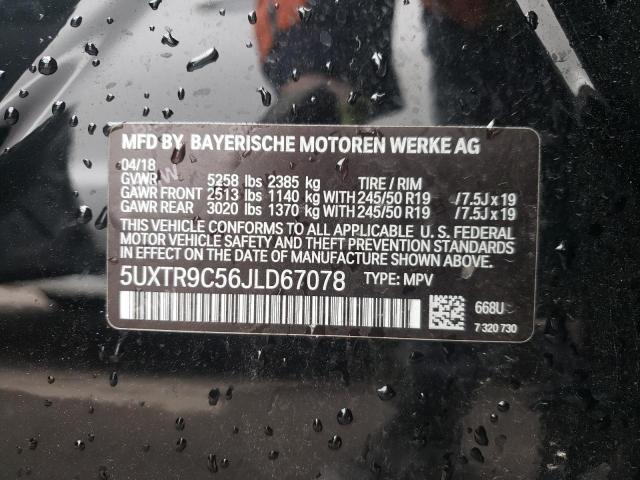 MFD BY BAYERISCHE MOTOREN WERKE AG
04/18
GVWR 5258 lbs 2385 kg TIRE / RIM
GAWR FRONT 2513 lbs 1140 kg WITH 245/50 R19 /7.5J x 19
GAWR REAR 3020 lbs 1370 kg WITH 245/50 R19 /7.5J x 19
THIS VEHICLE CONFORMS TO ALL APPLICABLE U. S. FEDERAL
MOTOR VEHICLE SAFETY AND THEFT PREVENTION STANDARDS
IN EFFECT ON THE DATE OF MANUFACTURE SHOWN ABOVE.
5UXTR9C56JLD67078 TYPE: MPV
668U
7 320 730